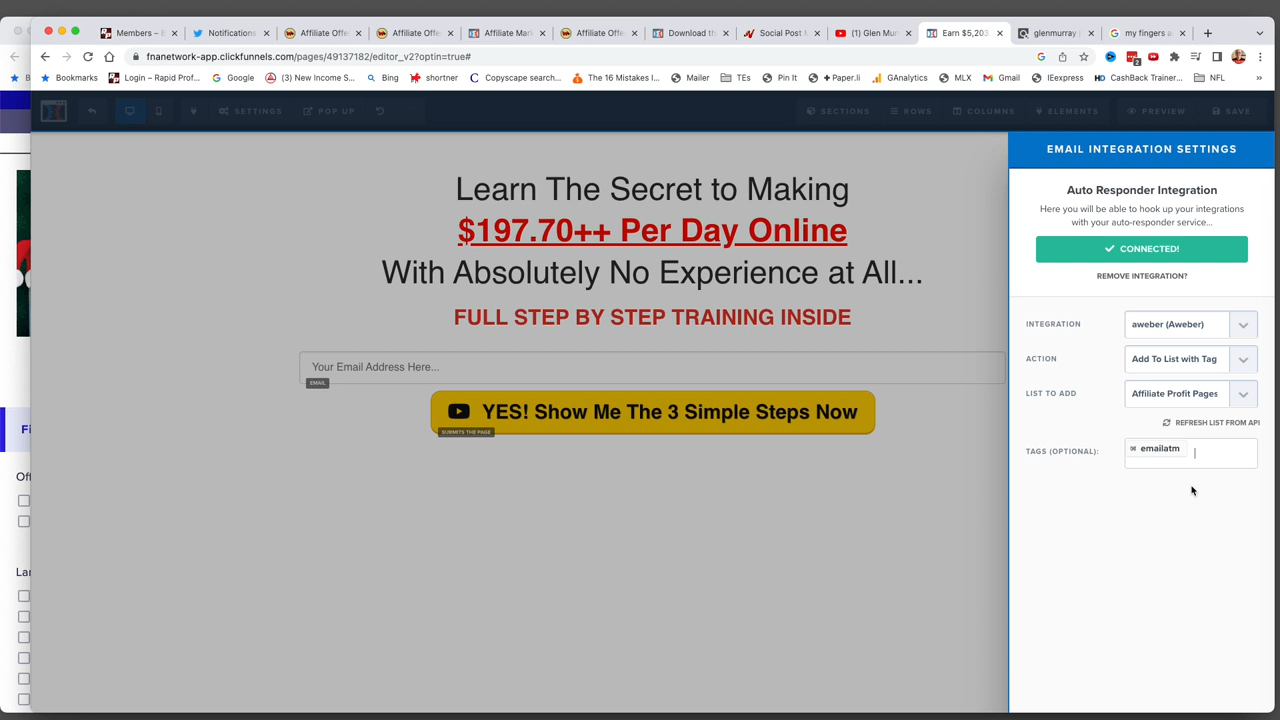 Members – 
Notifications
Affiliate Offe
Affiliate Offe
Affiliate Mar
Affiliate Offe
Download th
Social Posts
(1) Glen Mur
Earn $5,203
glenmurray
my fingers a
fnanetwork-app.clickfunnels.com/pages/49137182/editor_v2?optin=true#
2
Bookmarks
Login – Rapid Prof...
Google
(3) New Income S...
Bing
shortner
Copyscape search...
The 16 Mistakes I...
Mailer
TEs
Pin It
Paper.li
GAnalytics
MLX
Gmail
IEexpress
CashBack Trainer...
NFL
SETTINGS
POP UP
SECTIONS
ROWS
COLUMNS
ELEMENTS
PREVIEW
SAVE
Learn The Secret to Making
$197.70++ Per Day Online
With Absolutely No Experience at All...
FULL STEP BY STEP TRAINING INSIDE
Your Email Address Here...
EMAIL
YES! Show Me The 3 Simple Steps Now
SUBMITS THE PAGE
EMAIL INTEGRATION SETTINGS
Auto Responder Integration
Here you will be able to hook up your integrations
with your auto-responder service...
CONNECTED!
REMOVE INTEGRATION?
INTEGRATION
aweber (Aweber)
ACTION
Add To List with Tag
LIST TO ADD
Affiliate Profit Pages
REFRESH LIST FROM API
TAGS (OPTIONAL):
emailatm
Fi
Off
Lan